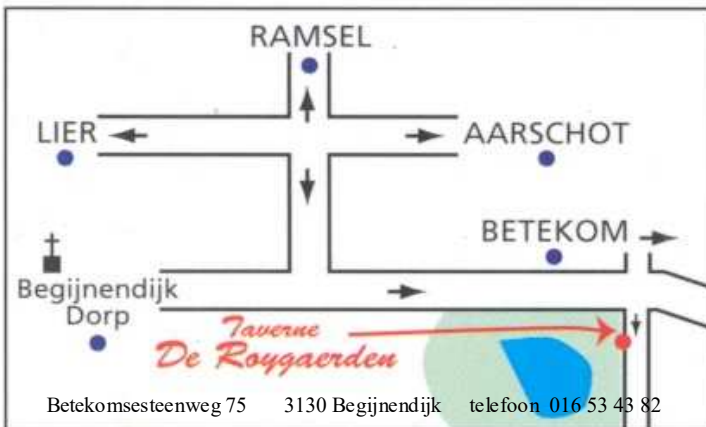 RAMSEL
LIER
AARSCHOT
BETEKOM
Begijnendijk
Dorp
Taverne
De Roygaerden
Betekomsesteenweg 75 3130 Begijnendijk telefoon 016 53 43 82